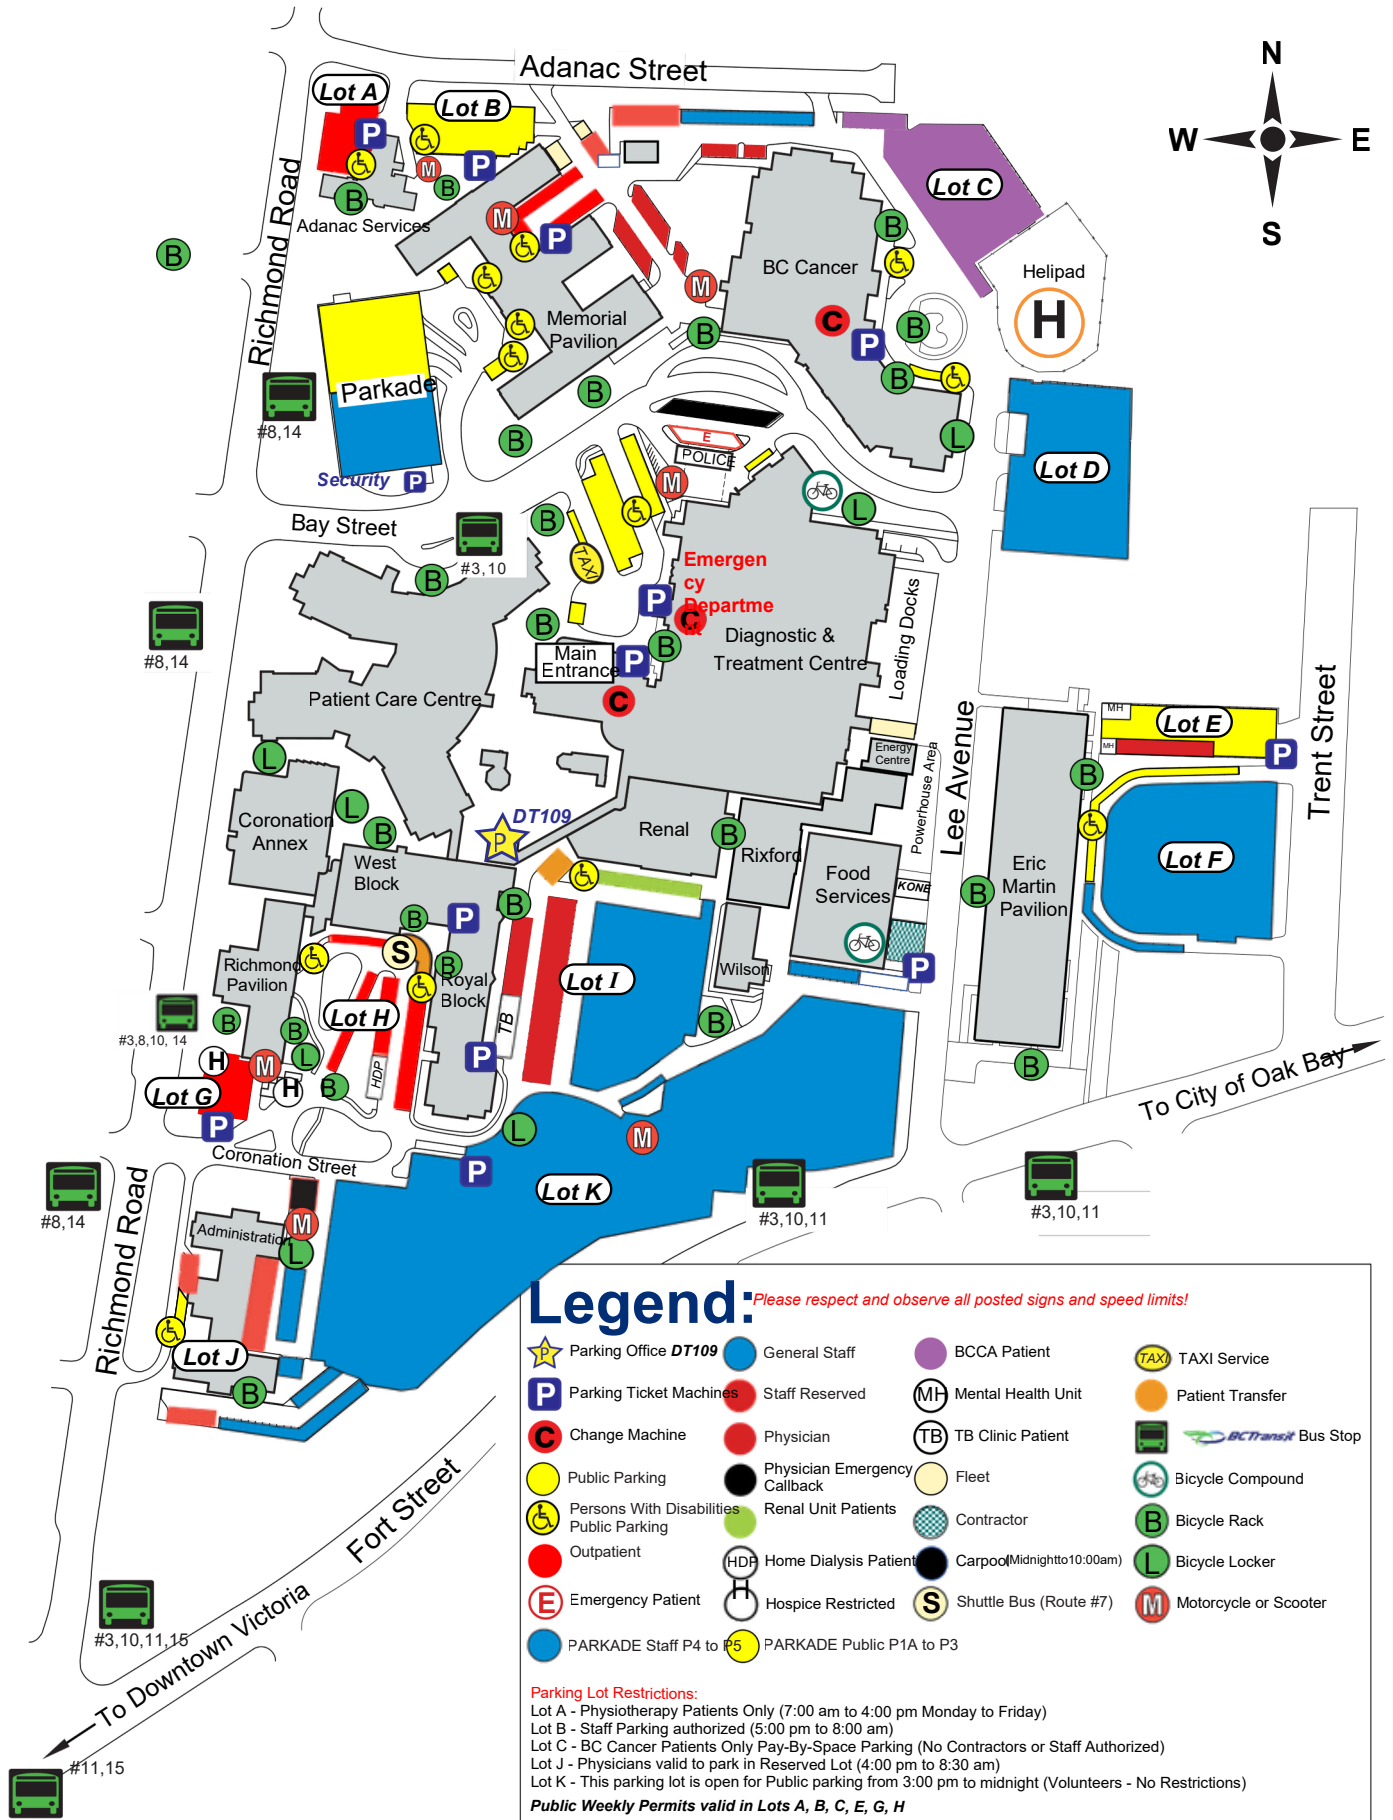 Adanac Street
N
W
E
S
Lot A
Lot B
Lot C
P
P
M
B
B
Adanac Services
Richmond Road
B
M
P
B
B
BC Cancer
Helipad
H
M
C
P
B
Memorial
Pavilion
B
B
B
Parkade
#8,14
B
B
L
E
POLICE
Lot D
Security
P
M
L
Bay Street
B
#3,10
TAXI
B
Emergen
cy
Departme
nt
P
C
B
B
Diagnostic &
Treatment Centre
Loading Docks
#8,14
Main
Entrance
P
C
Patient Care Centre
Lee Avenue
Trent Street
MH
MH
Lot E
P
Energy
Centre
Powerhouse Area
L
B
L
B
DT109
P
Coronation
Annex
Renal
B
Rixford
West
Block
Food
Services
KONE
Eric
Martin
Pavilion
B
Lot F
B
P
B
S
B
Richmond
Pavilion
Royal
Block
Lot I
Wilson
P
Lot H
TB
#3,8,10, 14
B
B
L
B
HDP
P
B
B
H
M
H
Lot G
P
To City of Oak Bay
L
M
Coronation Street
P
Lot K
#8,14
Richmond Road
#3,10,11
#3,10,11
M
Administration
L
Lot J
B
Fort Street
#3,10,11,15
To Downtown Victoria
#11,15
Legend:
Please respect and observe all posted signs and speed limits!
P Parking Office DT109
General Staff
BCCA Patient
TAXI TAXI Service
P Parking Ticket Machines
Staff Reserved
MH Mental Health Unit
Patient Transfer
C Change Machine
Physician
TB TB Clinic Patient
BCTransit Bus Stop
Public Parking
Physician Emergency
Callback
Fleet
Bicycle Compound
Persons With Disabilities
Public Parking
Renal Unit Patients
Contractor
B Bicycle Rack
Outpatient
HDP Home Dialysis Patient
Carpool(Midnightto10:00am)
L Bicycle Locker
E Emergency Patient
H Hospice Restricted
S Shuttle Bus (Route #7)
M Motorcycle or Scooter
PARKADE Staff P4 to P5
PARKADE Public P1A to P3
Parking Lot Restrictions:
Lot A - Physiotherapy Patients Only (7:00 am to 4:00 pm Monday to Friday)
Lot B - Staff Parking authorized (5:00 pm to 8:00 am)
Lot C - BC Cancer Patients Only Pay-By-Space Parking (No Contractors or Staff Authorized)
Lot J - Physicians valid to park in Reserved Lot (4:00 pm to 8:30 am)
Lot K - This parking lot is open for Public parking from 3:00 pm to midnight (Volunteers - No Restrictions)
Public Weekly Permits valid in Lots A, B, C, E, G, H